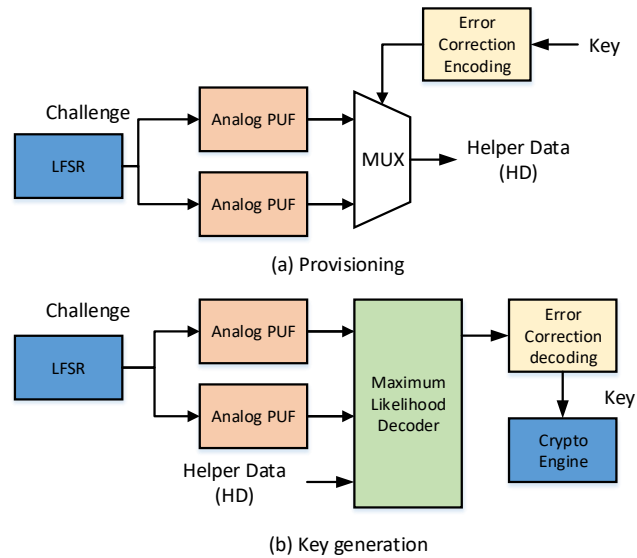 Error
Correction
Encoding
Key
Challenge
Analog PUF
LFSR
MUX
Helper Data
(HD)
Analog PUF
(a) Provisioning
Challenge
Analog PUF
LFSR
Error
Correction
decoding
Maximum
Likelihood
Decoder
Analog PUF
Key
Helper Data
(HD)
Crypto
Engine
(b) Key generation